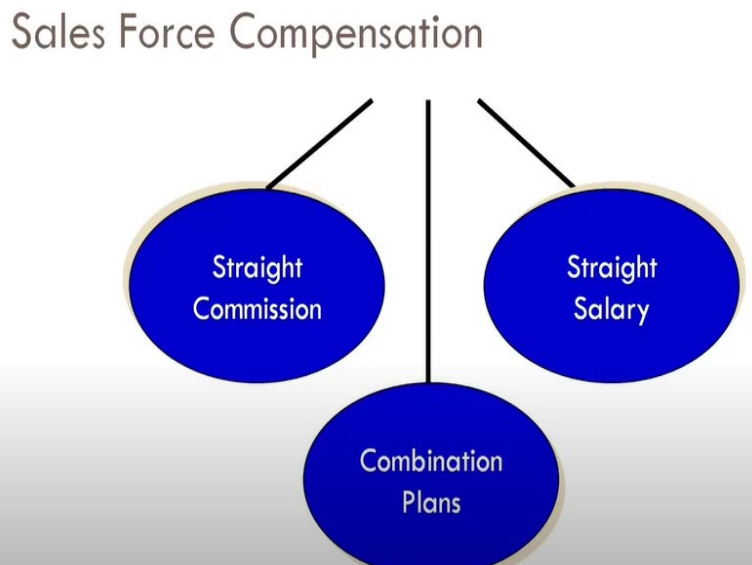 Sales Force Compensation
Straight
Commission
Straight
Salary
Combination
Plans